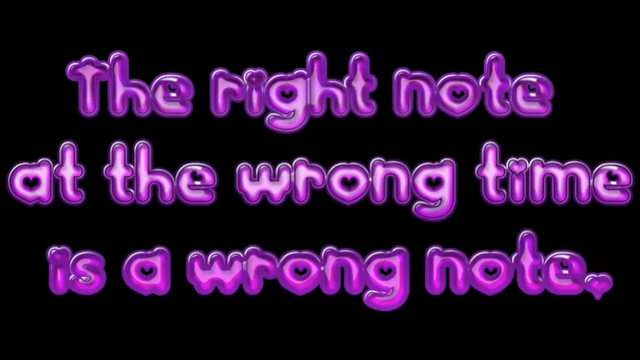 The right note
at the wrong time
is a wrong note.